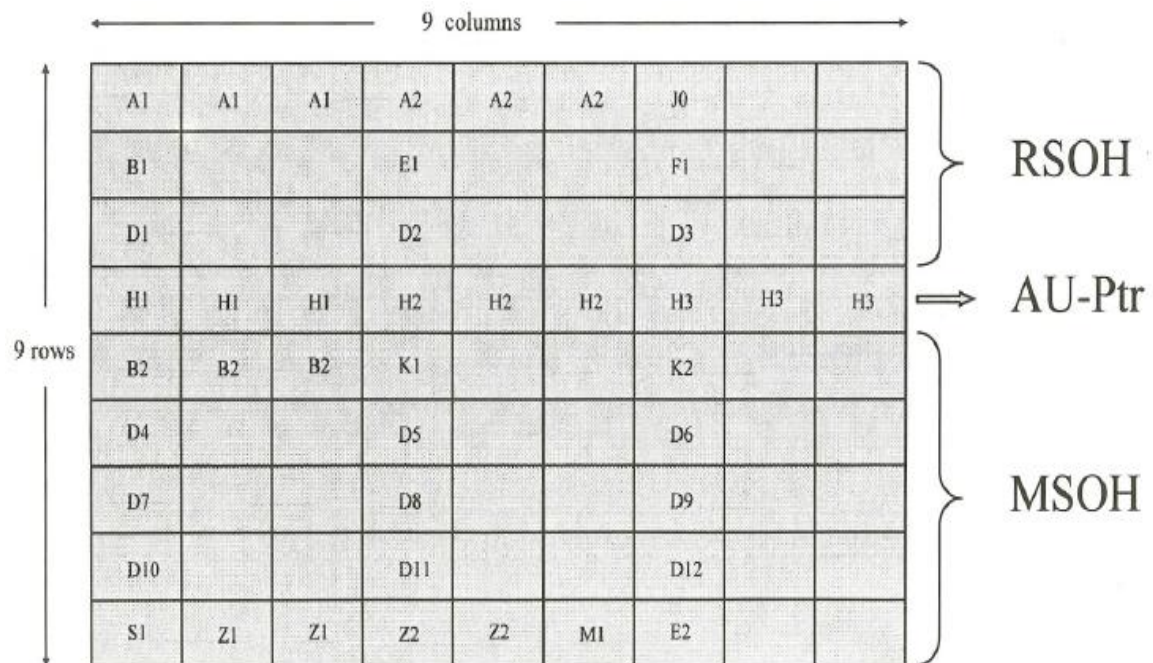 9 columns
A1 A1 A1 A2 A2 A2 J0
B1 E1 F1
RSOH
D1 D2 D3
H1 H1 H1 H2 H2 H2 H3 H3 H3
AU-Ptr
9 rows
B2 B2 B2 K1 K2
D4 D5 D6
D7 D8 D9
MSOH
D10 D11 D12
S1 Z1 Z1 Z2 Z2 M1 E2